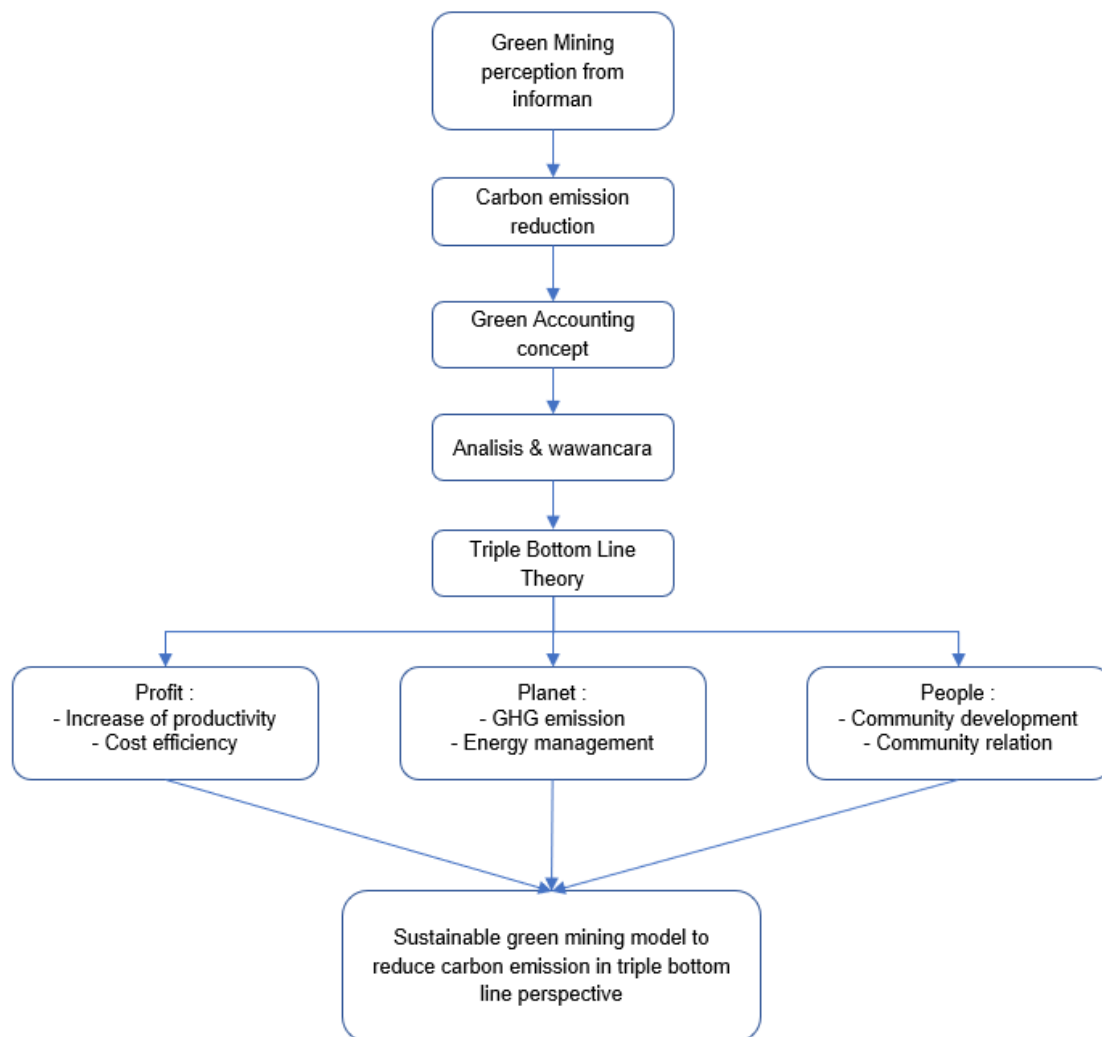 Green Mining
perception from
informan
Carbon emission
reduction
Green Accounting
concept
Analisis & wawancara
Triple Bottom Line
Theory
Profit :
- Increase of productivity
- Cost efficiency
Planet :
- GHG emission
- Energy management
People :
- Community development
- Community relation
Sustainable green mining model to
reduce carbon emission in triple bottom
line perspective